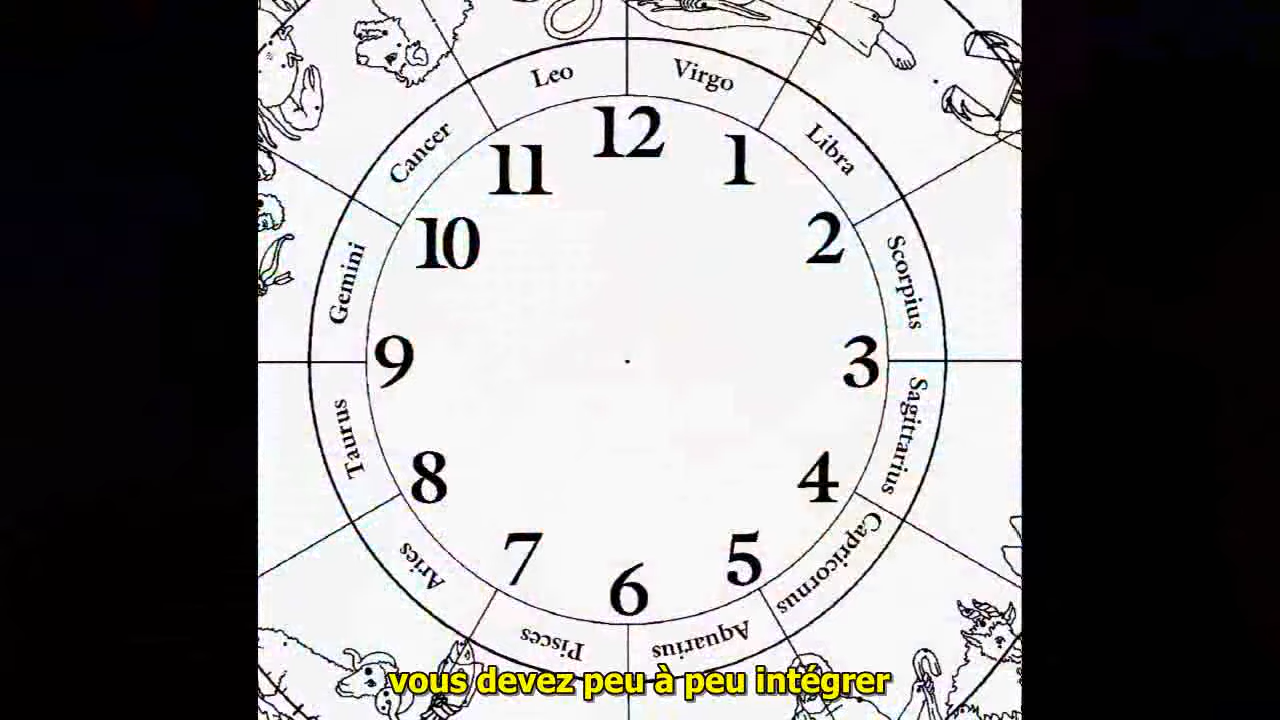 Leo
Virgo
Cancer
Libra
Gemini
Scorpius
Taurus
Sagittarius
Aries
Capricornus
Pisces
Aquarius
12
11
1
10
2
9
3
8
4
7
5
6
vous devez peu à peu intégrer